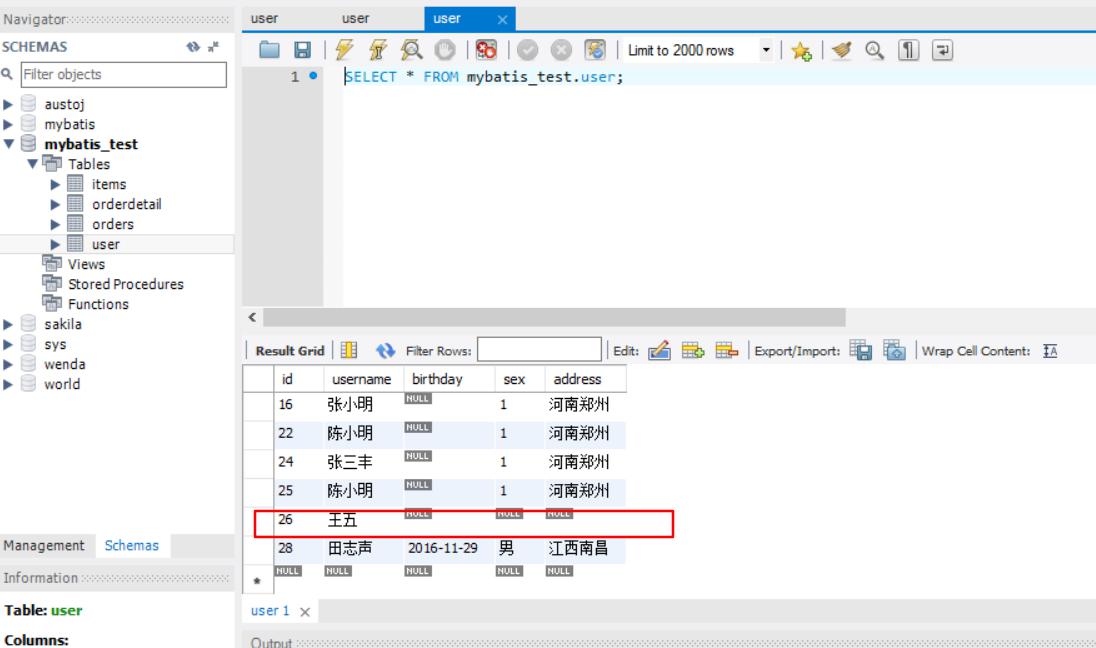 Navigator
SCHEMAS
Filter objects
austoj
mybatis
mybatis_test
Tables
items
orderdetail
orders
user
Views
Stored Procedures
Functions
sakila
sys
wenda
world
Management Schemas
Information
Table: user
Columns:
user user user
Limit to 2000 rows
1 SELECT * FROM mybatis_test.user;
Result Grid Filter Rows: Edit: Export/Import: Wrap Cell Content: IA
id username birthday sex address
16 张小明 NULL 1 河南郑州
22 陈小明 NULL 1 河南郑州
24 张三丰 NULL 1 河南郑州
25 陈小明 NULL 1 河南郑州
26 王五 NULL NULL NULL
28 田志声 2016-11-29 男 江西南昌
* NULL NULL NULL NULL NULL
user 1
Output